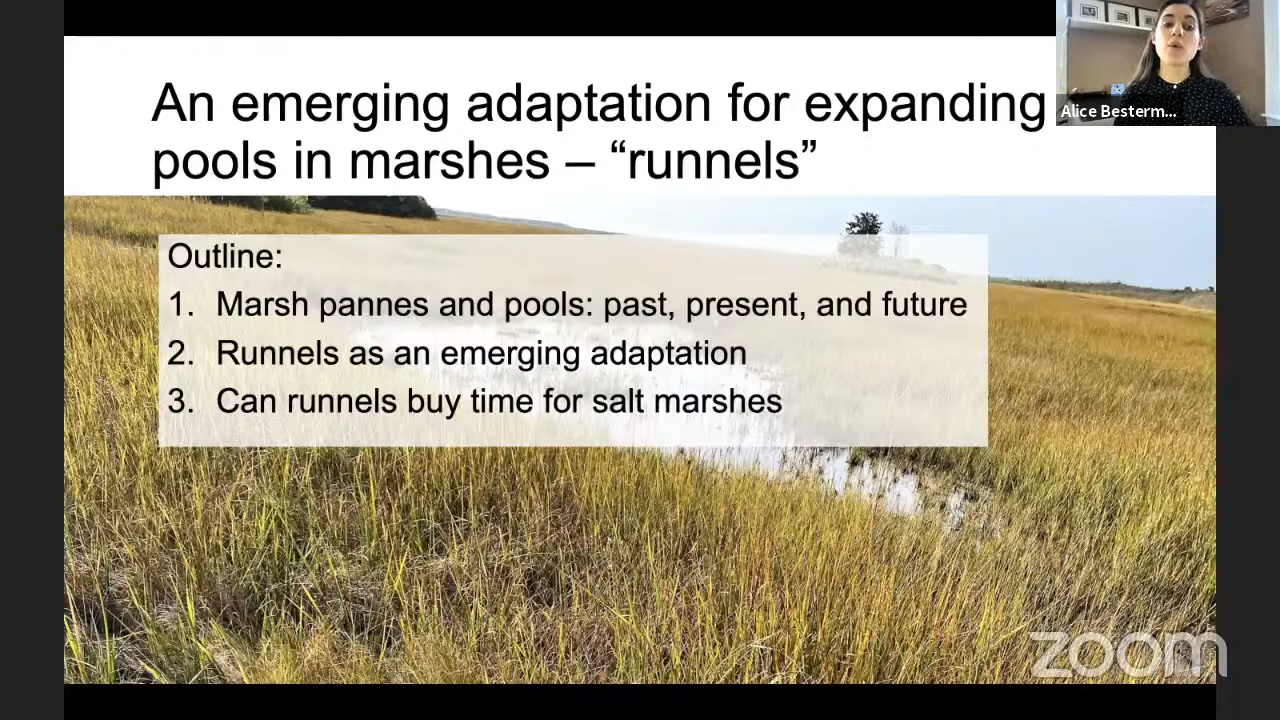 An emerging adaptation for expanding
pools in marshes – “runnels”
Alice Besterm...
Outline:
1. Marsh pannes and pools: past, present, and future
2. Runnels as an emerging adaptation
3. Can runnels buy time for salt marshes
zoom